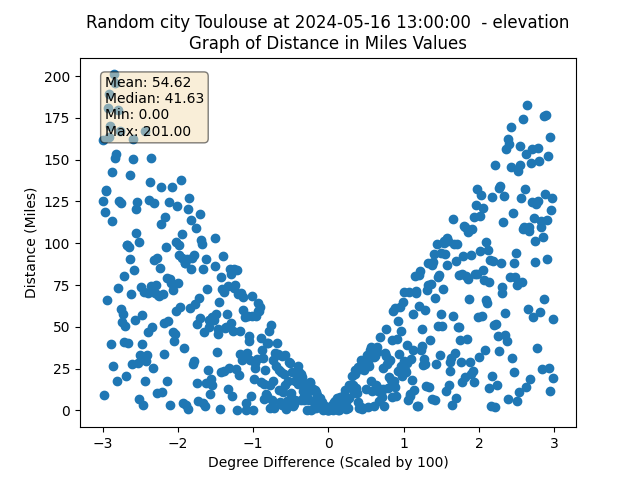 Random city Toulouse at 2024-05-16 13:00:00  - elevation
Graph of Distance in Miles Values
Mean: 54.62
Median: 41.63
Min: 0.00
Max: 201.00
Distance (Miles)
200
175
150
125
100
75
50
25
0
−3 −2 −1 0 1 2 3
Degree Difference (Scaled by 100)